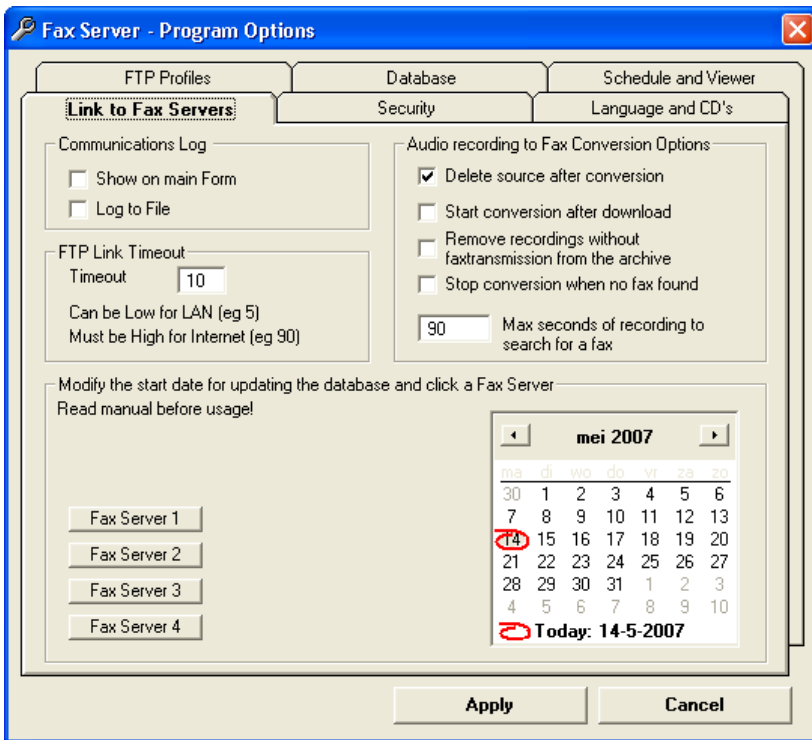 Fax Server - Program Options
FTP Profiles
Database
Schedule and Viewer
Link to Fax Servers
Security
Language and CD's
Communications Log
Show on main Form
Log to File
FTP Link Timeout
Timeout 10
Can be Low for LAN (eg 5)
Must be High for Internet (eg 90)
Audio recording to Fax Conversion Options
Delete source after conversion
Start conversion after download
Remove recordings without
faxtransmission from the archive
Stop conversion when no fax found
90 Max seconds of recording to
search for a fax
Modify the start date for updating the database and click a Fax Server
Read manual before usage!
Fax Server 1
Fax Server 2
Fax Server 3
Fax Server 4
mei 2007
ma di wo do vr za zo
30 1 2 3 4 5 6
7 8 9 10 11 12 13
14 15 16 17 18 19 20
21 22 23 24 25 26 27
28 29 30 31 1 2 3
4 5 6 7 8 9 10
Today: 14-5-2007
Apply
Cancel